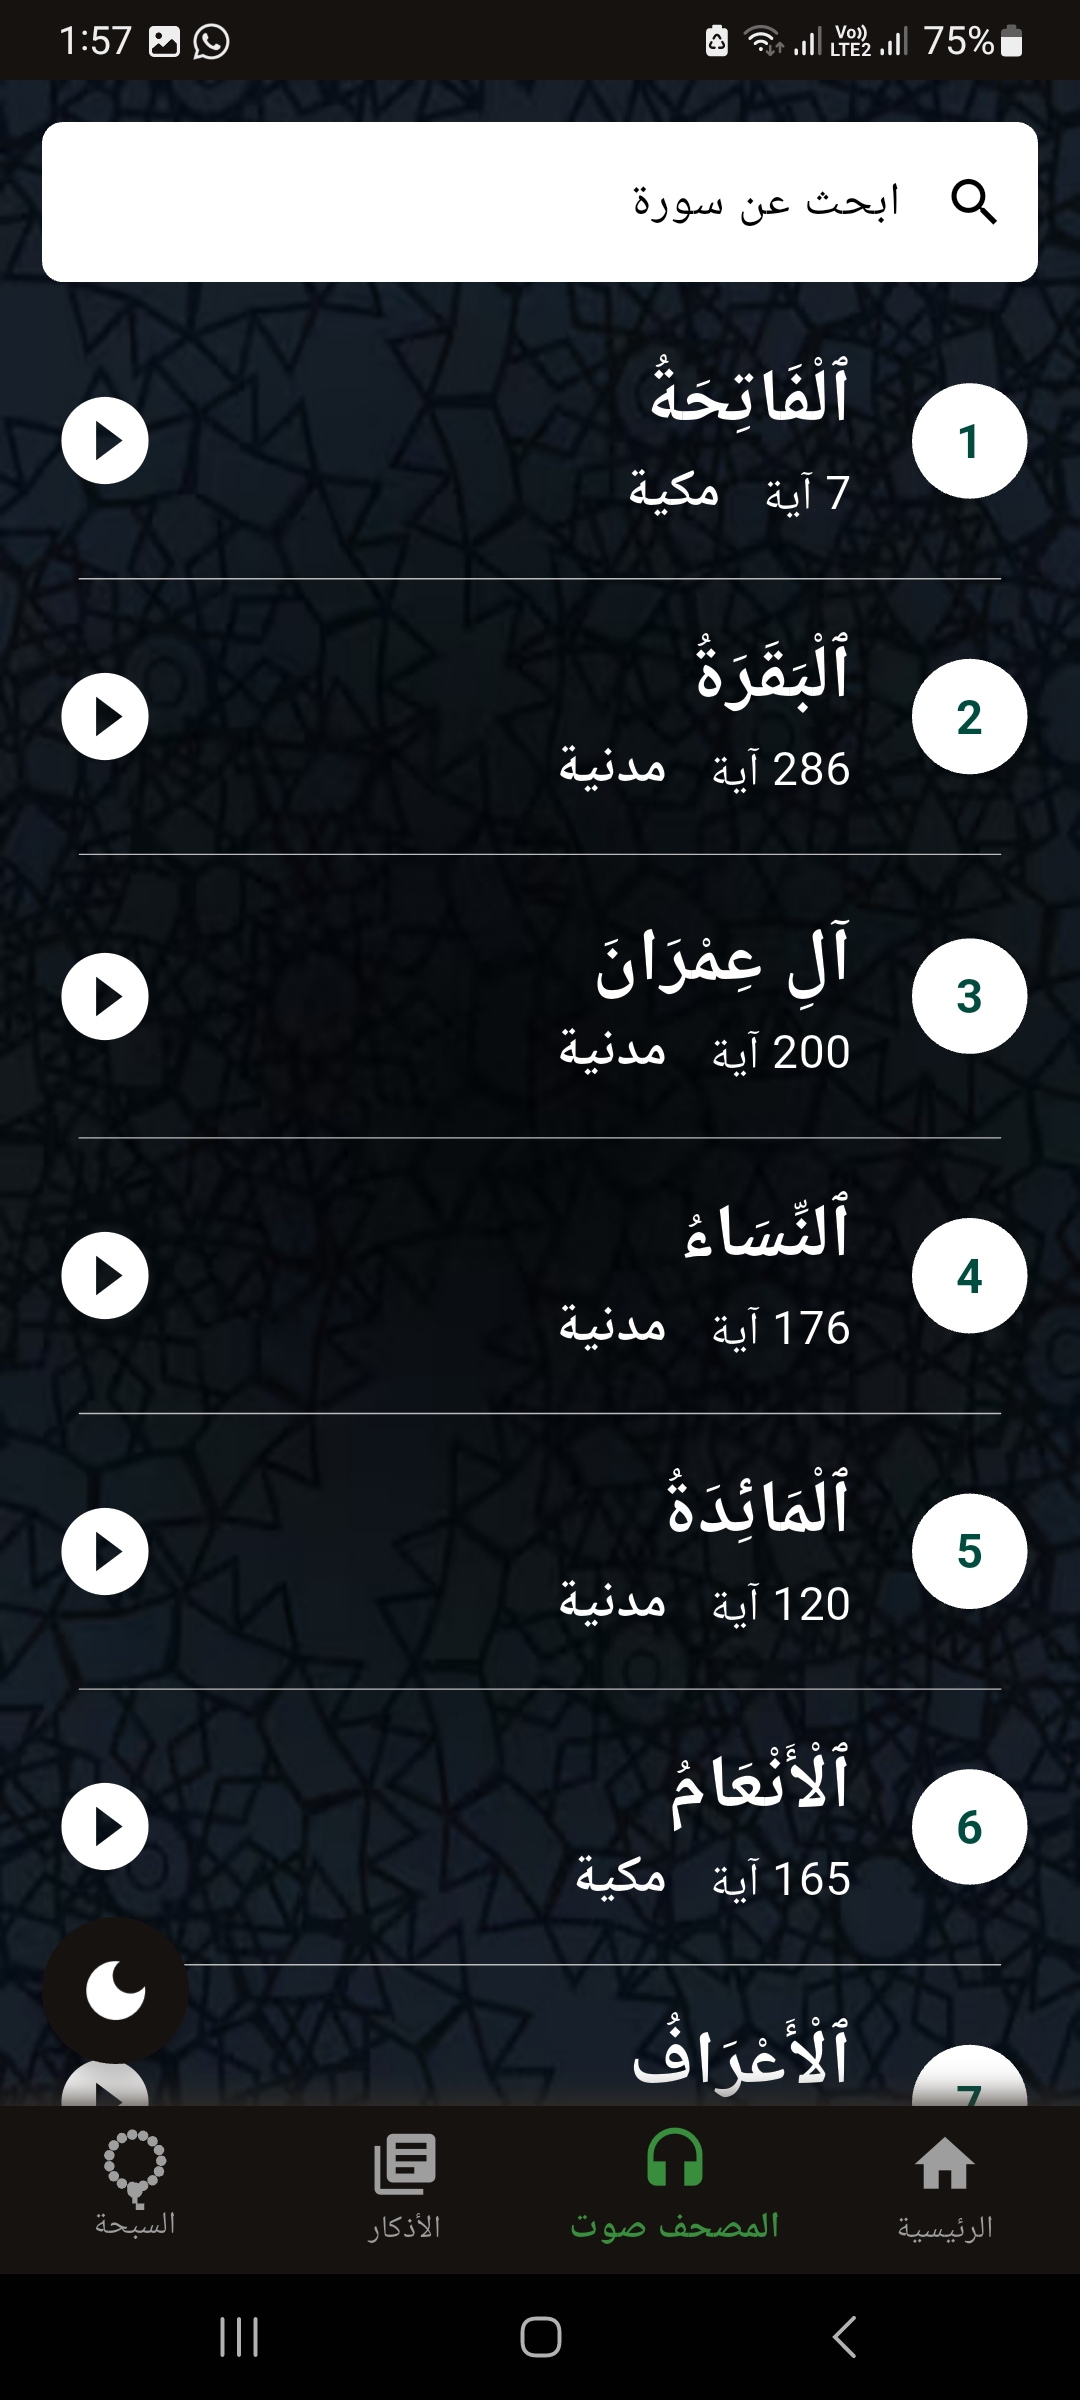 1:57
Vo)) LTE2 75%
ابحث عن سورة
1
ٱلْفَاتِحَةُ
7 آية مكية
2
ٱلْبَقَرَةُ
286 آية مدنية
3
آلِ عِمْرَانَ
200 آية مدنية
4
ٱلنِّسَاءُ
176 آية مدنية
5
ٱلْمَائِدَةُ
120 آية مدنية
6
ٱلْأَنْعَامُ
165 آية مكية
7
ٱلْأَعْرَافُ
الرئيسية المصحف صوت الأذكار السبحة